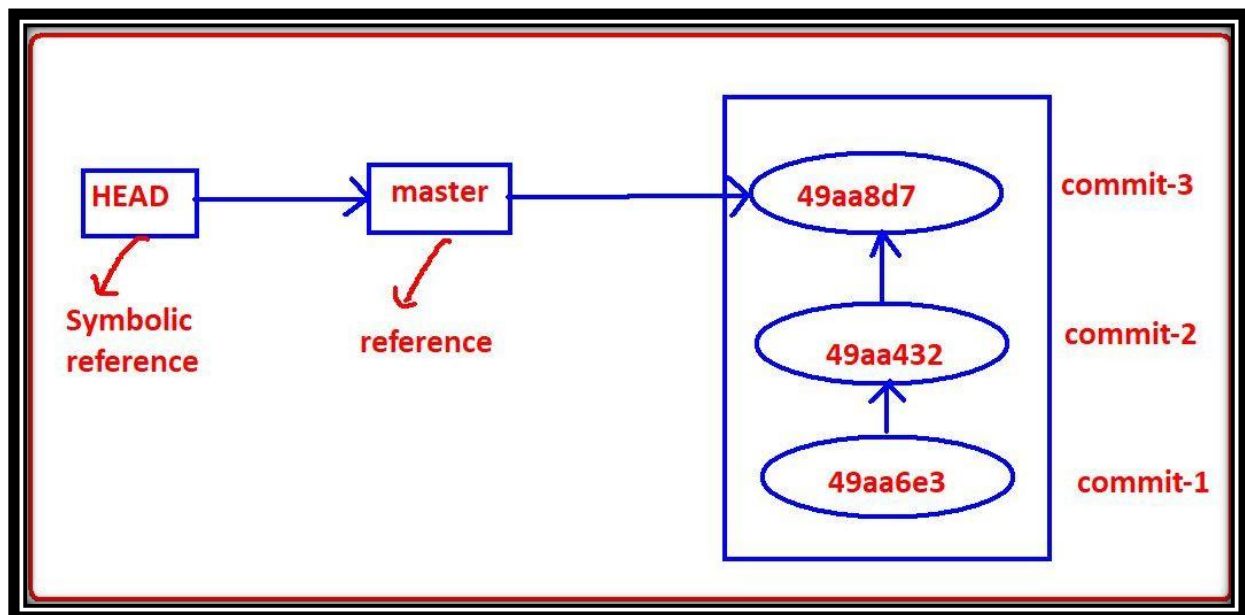 HEAD
master
49aa8d7
commit-3
Symbolic
reference
reference
49aa432
commit-2
49aa6e3
commit-1